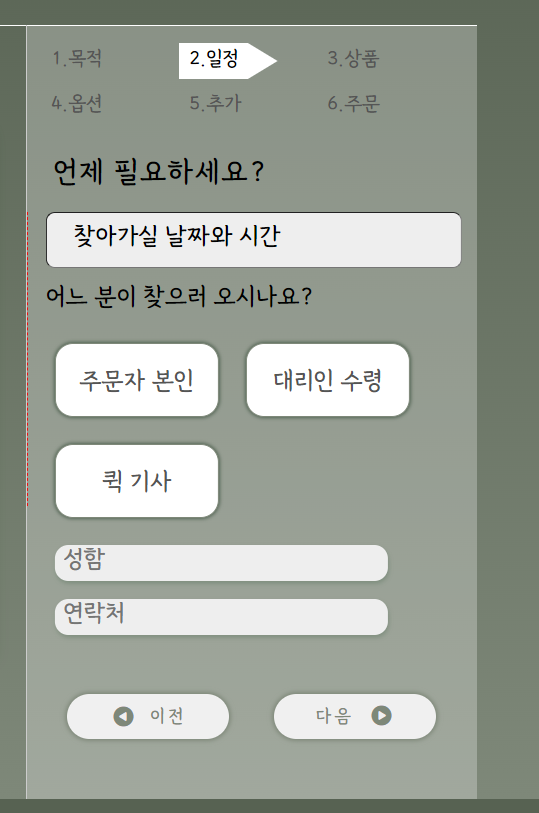 1.목적 2.일정 3.상품
4.옵션 5.추가 6.주문
언제 필요하세요?
찾아가실 날짜와 시간
어느 분이 찾으러 오시나요?
주문자 본인 대리인 수령
퀵 기사
성함
연락처
이전 다음